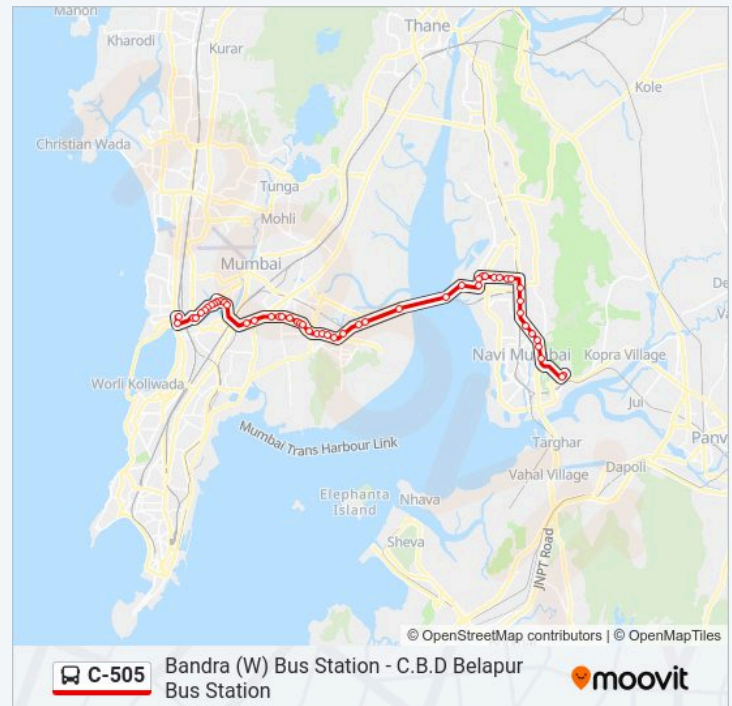 Manori
Kharodi
Kurar
Thane
Kole
Christian Wada
Tunga
Mohli
Mumbai
Worli Koliwada
Navi Mumbai
Kopra Village
Jui
Panv
Mumbai Trans Harbour Link
Targhar
Vahal Village
Dapoli
Elephanta
Island
Nhava
Sheva
JNPT Road
© OpenStreetMap contributors | © OpenMapTiles
C-505
Bandra (W) Bus Station - C.B.D Belapur
Bus Station
moovit